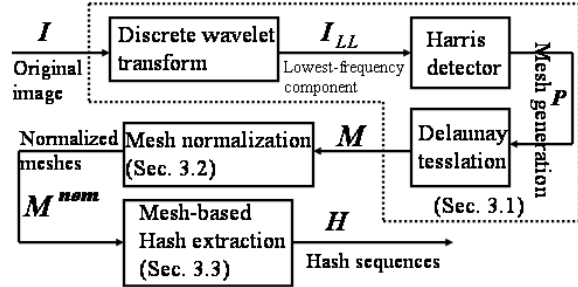 I
Original
image
Discrete wavelet
transform
I LL
Lowest-frequency
component
Harris
detector
Mesh generation
P
Delaunay
tesslation
(Sec. 3.1)
M
Mesh normalization
(Sec. 3.2)
Normalized
meshes
M nom
Mesh-based
Hash extraction
(Sec. 3.3)
H
Hash sequences